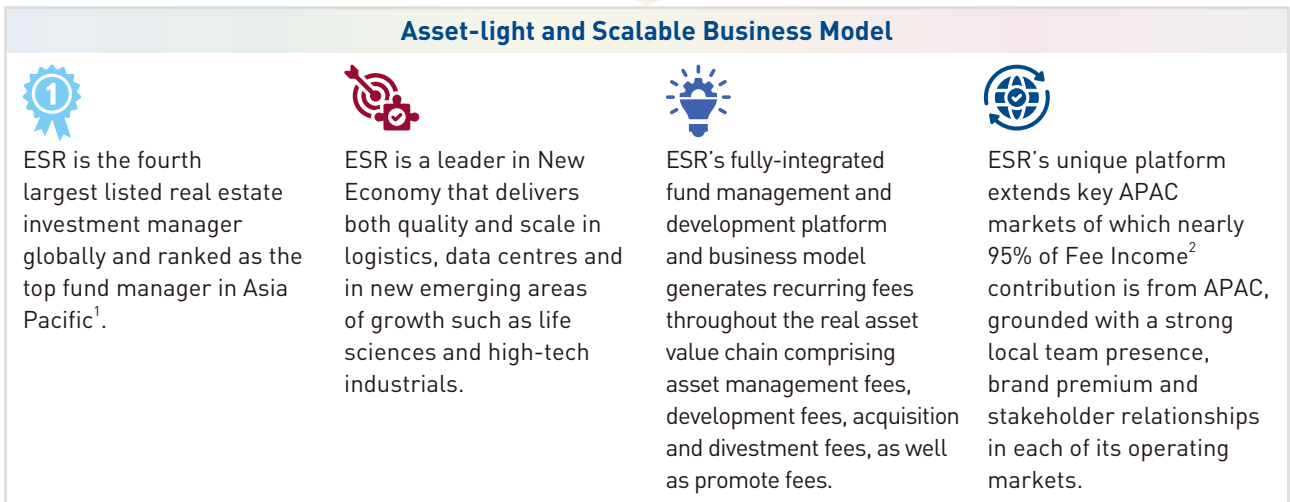 Asset-light and Scalable Business Model
1
ESR is the fourth
largest listed real estate
investment manager
globally and ranked as the
top fund manager in Asia
Pacific1.
ESR is a leader in New
Economy that delivers
both quality and scale in
logistics, data centres and
in new emerging areas
of growth such as life
sciences and high-tech
industrials.
ESR's fully-integrated
fund management and
development platform
and business model
generates recurring fees
throughout the real asset
value chain comprising
asset management fees,
development fees, acquisition
and divestment fees, as well
as promote fees.
ESR's unique platform
extends key APAC
markets of which nearly
95% of Fee Income2
contribution is from APAC,
grounded with a strong
local team presence,
brand premium and
stakeholder relationships
in each of its operating
markets.